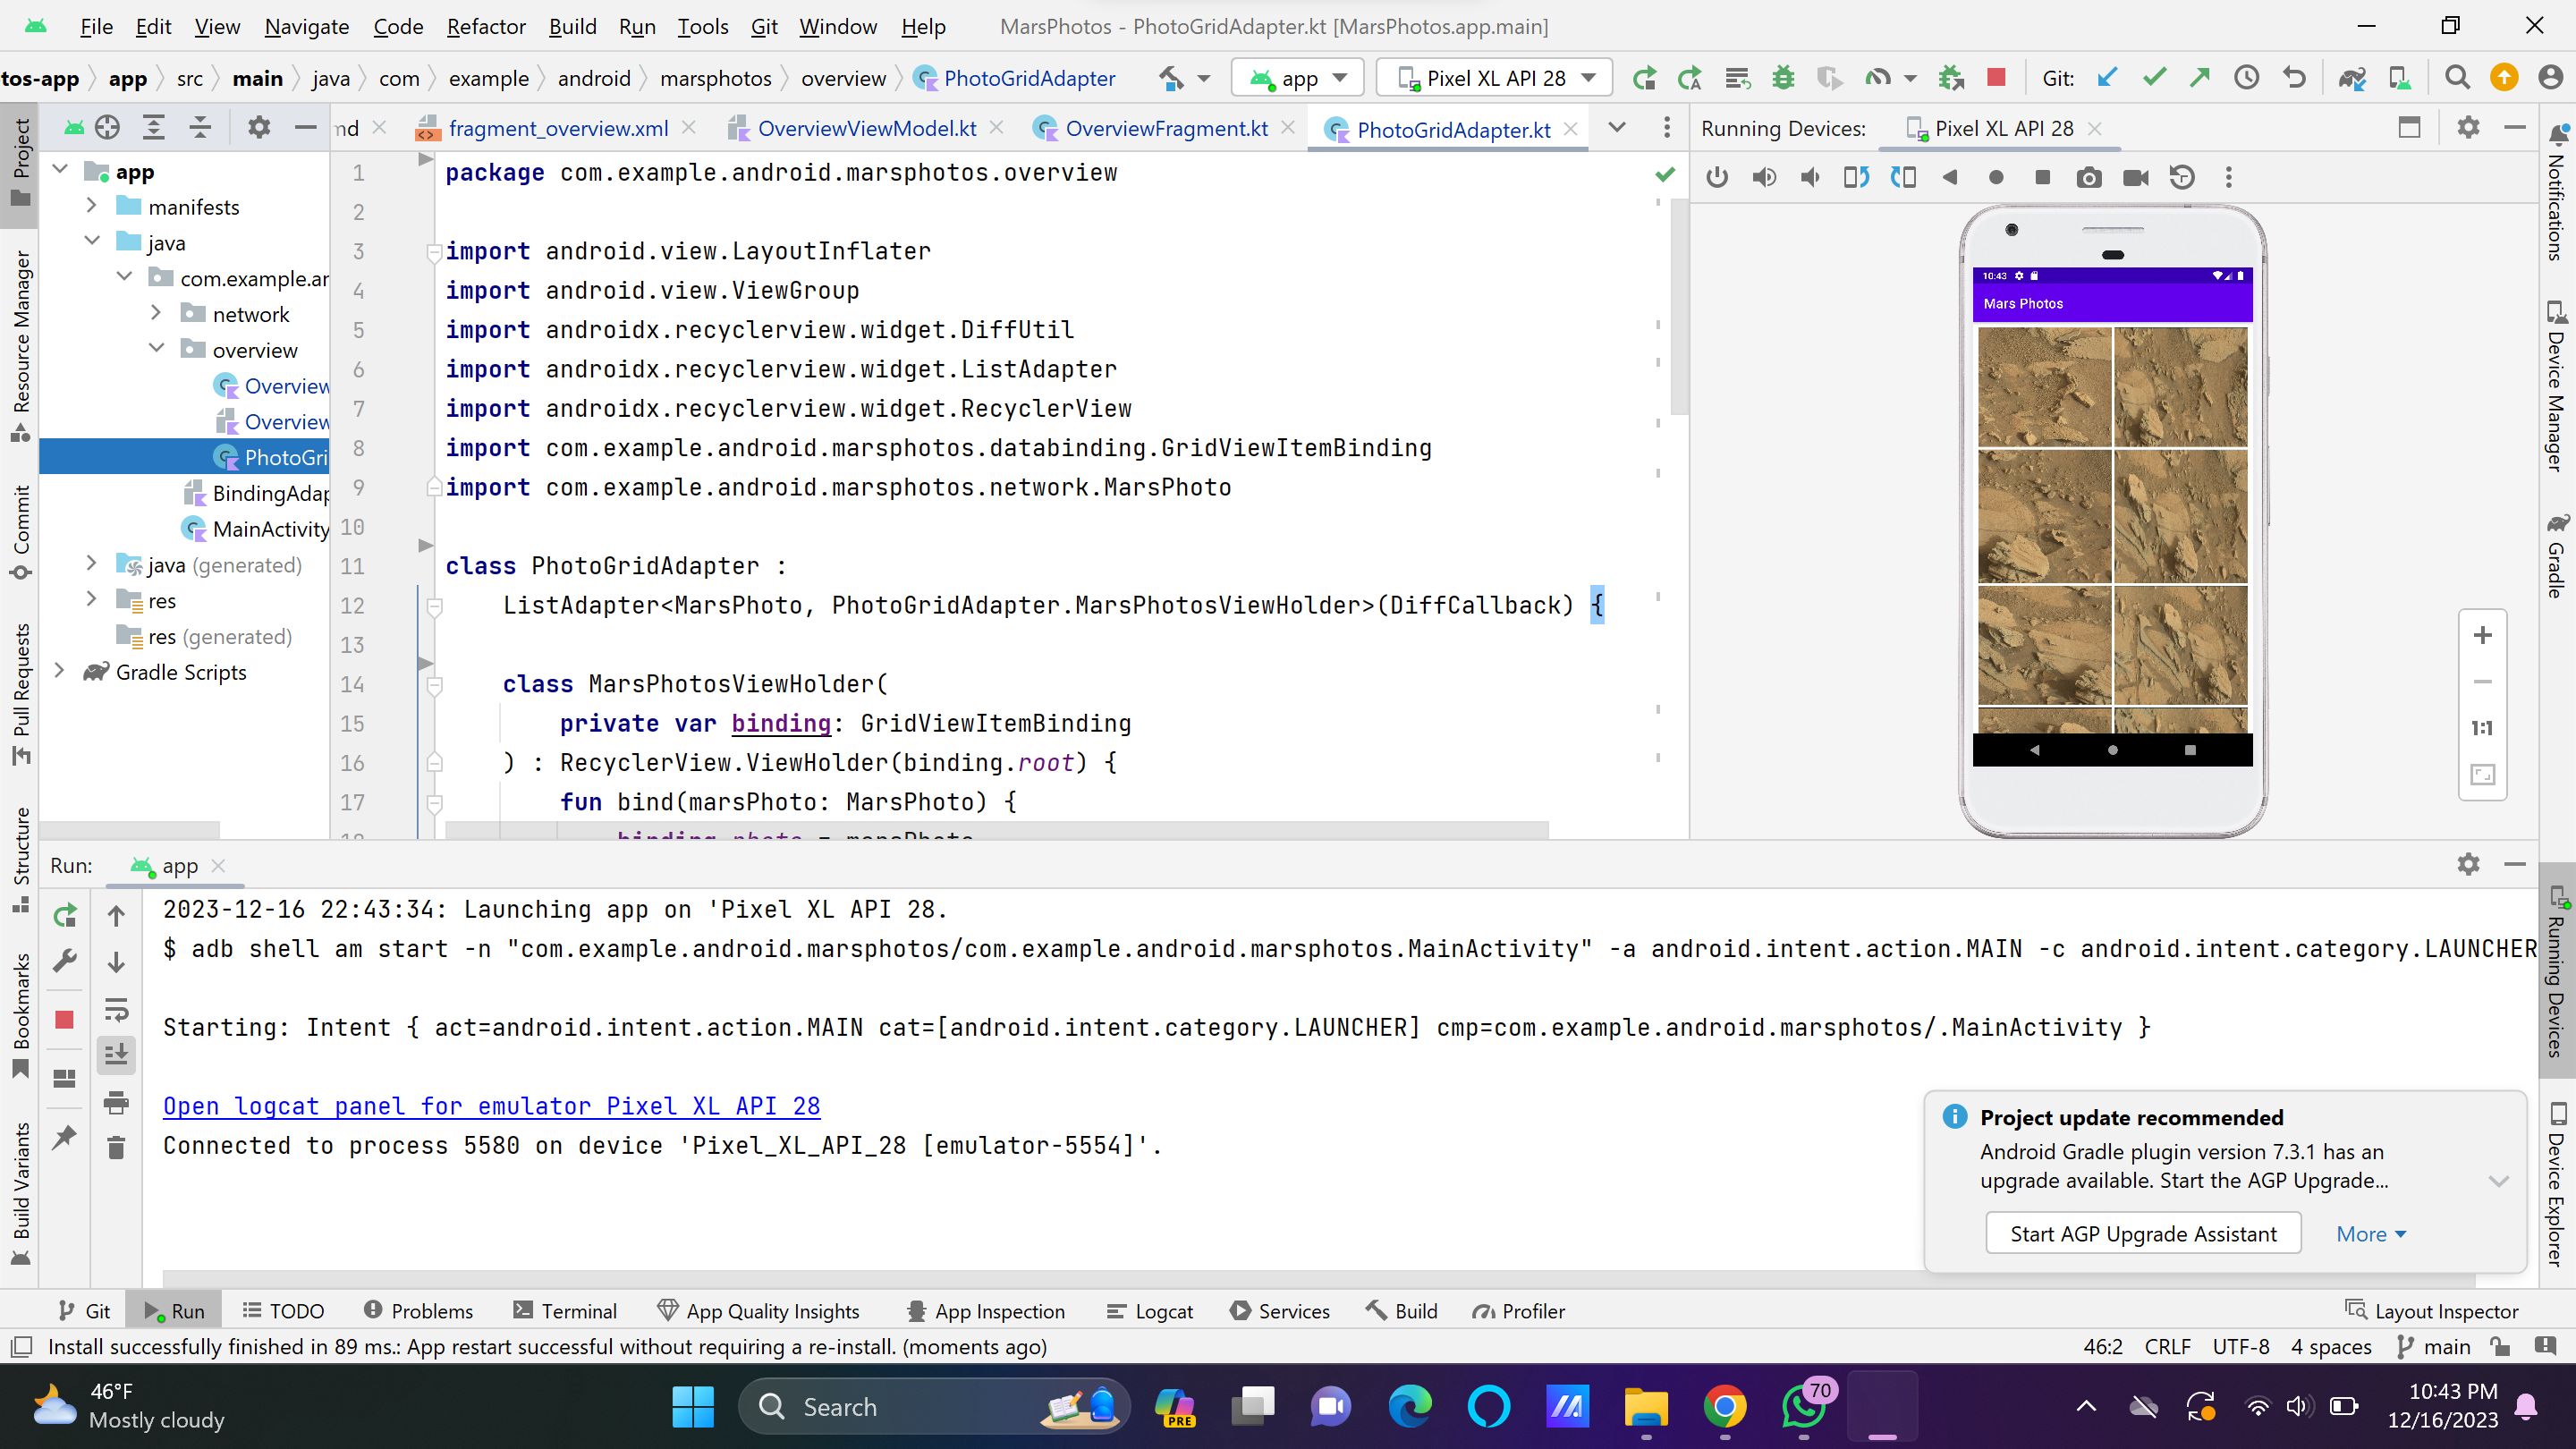 File Edit View Navigate Code Refactor Build Run Tools Git Window Help MarsPhotos - PhotoGridAdapter.kt [MarsPhotos.app.main]
tos-app app src main java com example android marsphotos overview PhotoGridAdapter app Pixel XL API 28 Git:
md fragment_overview.xml OverviewViewModel.kt OverviewFragment.kt PhotoGridAdapter.kt Running Devices: Pixel XL API 28
Project
Resource Manager
Commit
Pull Requests
Structure
Bookmarks
Build Variants
app
manifests
java
com.example.ar
network
overview
Overview
Overview
PhotoGri
BindingAdap
MainActivity
java (generated)
res
res (generated)
Gradle Scripts
1 package com.example.android.marsphotos.overview
2
3 import android.view.LayoutInflater
4 import android.view.ViewGroup
5 import androidx.recyclerview.widget.DiffUtil
6 import androidx.recyclerview.widget.ListAdapter
7 import androidx.recyclerview.widget.RecyclerView
8 import com.example.android.marsphotos.databinding.GridViewItemBinding
9 import com.example.android.marsphotos.network.MarsPhoto
10
11 class PhotoGridAdapter :
12 ListAdapter<MarsPhoto, PhotoGridAdapter.MarsPhotosViewHolder>(DiffCallback) {
13
14 class MarsPhotosViewHolder(
15 private var binding: GridViewItemBinding
16 ) : RecyclerView.ViewHolder(binding.root) {
17 fun bind(marsPhoto: MarsPhoto) {
18 binding.photo = marsPhoto
10:43
Mars Photos
1:1
Notifications
Device Manager
Gradle
Running Devices
Device Explorer
Run: app
2023-12-16 22:43:34: Launching app on 'Pixel XL API 28.
$ adb shell am start -n "com.example.android.marsphotos/com.example.android.marsphotos.MainActivity" -a android.intent.action.MAIN -c android.intent.category.LAUNCHER
Starting: Intent { act=android.intent.action.MAIN cat=[android.intent.category.LAUNCHER] cmp=com.example.android.marsphotos/.MainActivity }
Open logcat panel for emulator Pixel XL API 28
Connected to process 5580 on device 'Pixel_XL_API_28 [emulator-5554]'.
Project update recommended
Android Gradle plugin version 7.3.1 has an
upgrade available. Start the AGP Upgrade...
Start AGP Upgrade Assistant More
Git Run TODO Problems Terminal App Quality Insights App Inspection Logcat Services Build Profiler Layout Inspector
Install successfully finished in 89 ms.: App restart successful without requiring a re-install. (moments ago) 46:2 CRLF UTF-8 4 spaces main
46°F
Mostly cloudy
Search
PRE
70
10:43 PM
12/16/2023